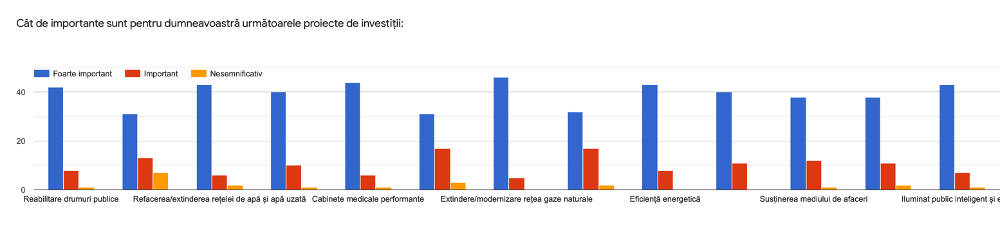 Cât de importante sunt pentru dumneavoastră următoarele proiecte de investiții:
Foarte important Important Nesemnificativ
40
20
0
Reabilitare drumuri publice Refacerea/extinderea rețelei de apă și apă uzată Cabinete medicale performante Extindere/modernizare rețea gaze naturale Eficiență energetică Susținerea mediului de afaceri Iluminat public inteligent și